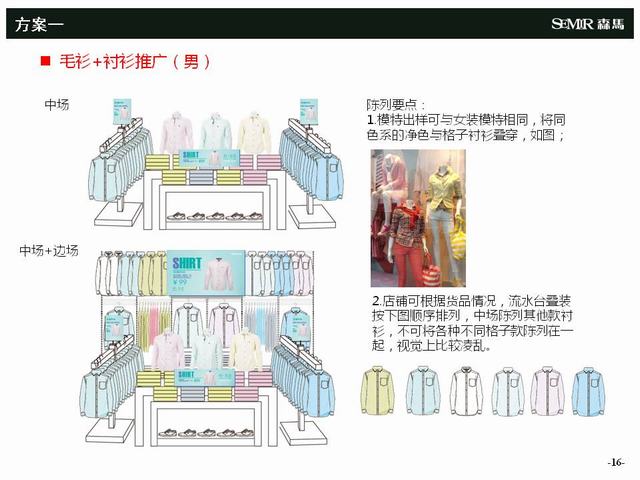 方案一
SEMIR 森馬
毛衫+衬衫推广（男）
中场
SHIRT
中场+边场
SHIRT
¥99
陈列要点：
1.模特出样可与女装模特相同，将同
色系的净色与格子衬衫叠穿，如图；
2.店铺可根据货品情况，流水台叠装
按下图顺序排列，中场陈列其他款衬
衫，不可将各种不同格子款陈列在一
起，视觉上比较凌乱。
-16-